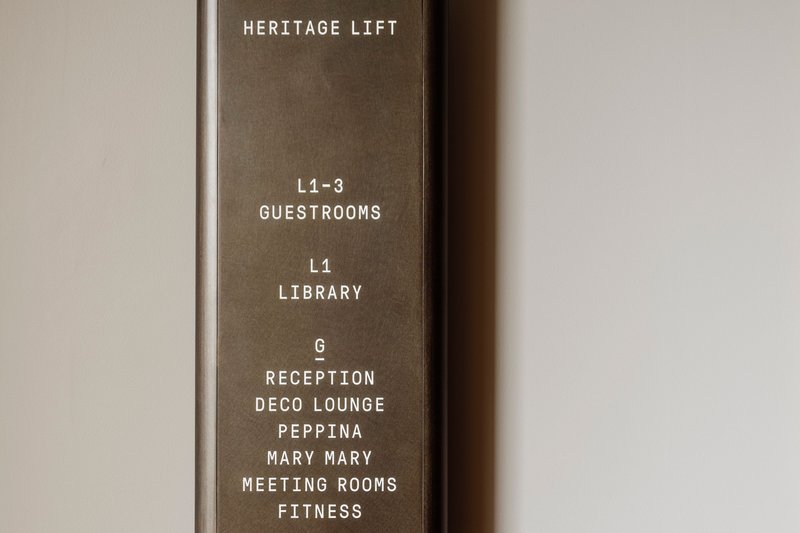 HERITAGE LIFT
L1-3
GUESTROOMS
L1
LIBRARY
G
RECEPTION
DECO LOUNGE
PEPPINA
MARY MARY
MEETING ROOMS
FITNESS